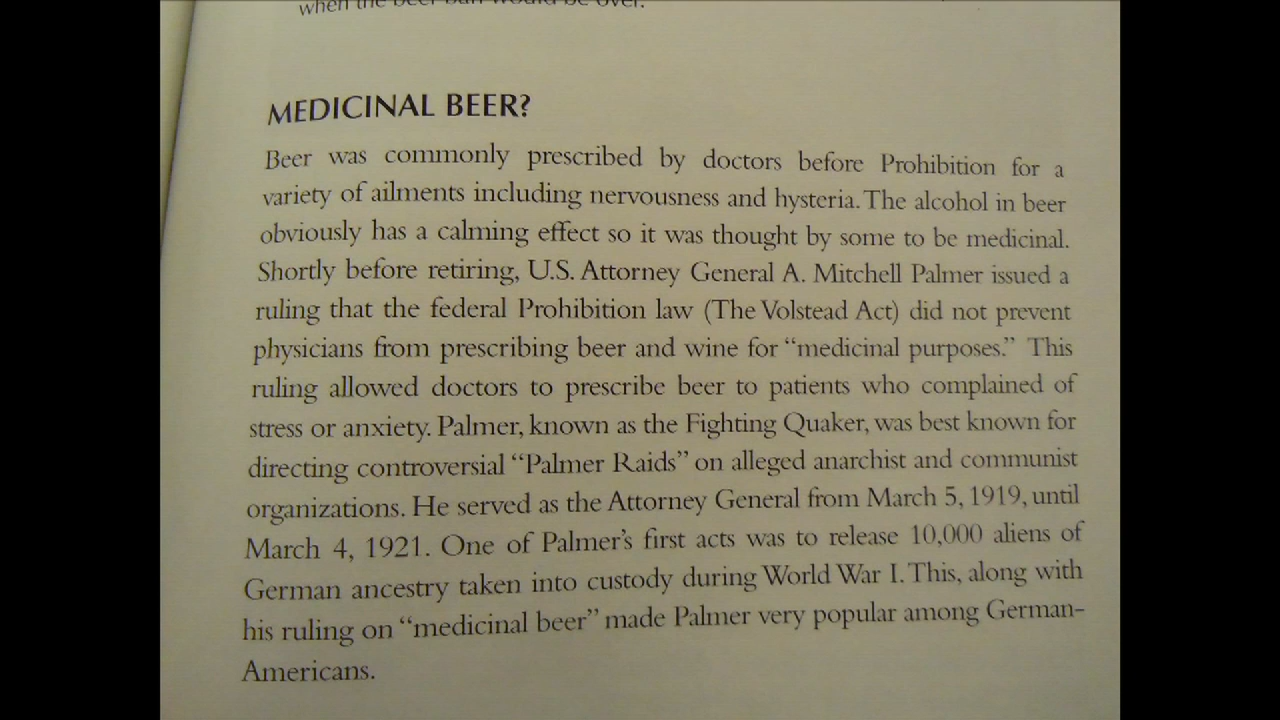 when the beer ban would be over.
MEDICINAL BEER?
Beer was commonly prescribed by doctors before Prohibition for a
variety of ailments including nervousness and hysteria. The alcohol in beer
obviously has a calming effect so it was thought by some to be medicinal.
Shortly before retiring, U.S. Attorney General A. Mitchell Palmer issued a
ruling that the federal Prohibition law (The Volstead Act) did not prevent
physicians from prescribing beer and wine for “medicinal purposes.” This
ruling allowed doctors to prescribe beer to patients who complained of
stress or anxiety. Palmer, known as the Fighting Quaker, was best known for
directing controversial “Palmer Raids” on alleged anarchist and communist
organizations. He served as the Attorney General from March 5, 1919, until
March 4, 1921. One of Palmer’s first acts was to release 10,000 aliens of
German ancestry taken into custody during World War I. This, along with
his ruling on “medicinal beer” made Palmer very popular among German-
Americans.